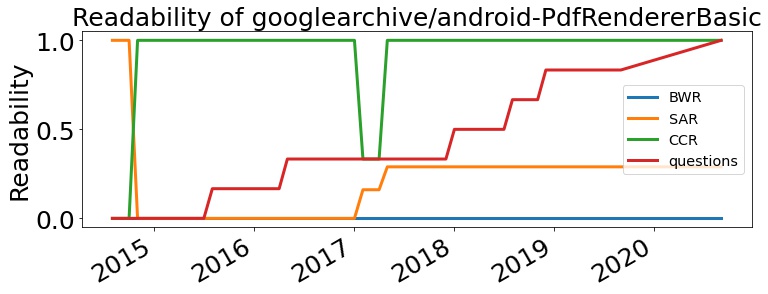 Readability of googlearchive/android-PdfRendererBasic
Readability
1.0
0.5
0.0
BWR
SAR
CCR
questions
2015
2016
2017
2018
2019
2020